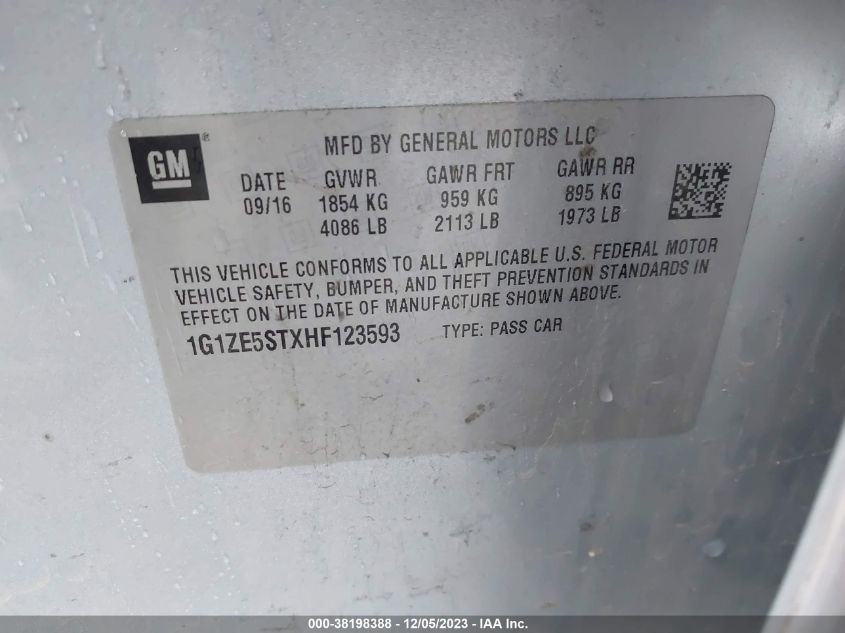 GM®
MFD BY GENERAL MOTORS LLC
DATE GVWR GAWR FRT GAWR RR
09/16 1854 KG 959 KG 895 KG
4086 LB 2113 LB 1973 LB
THIS VEHICLE CONFORMS TO ALL APPLICABLE U.S. FEDERAL MOTOR
VEHICLE SAFETY, BUMPER, AND THEFT PREVENTION STANDARDS IN
EFFECT ON THE DATE OF MANUFACTURE SHOWN ABOVE.
1G1ZE5STXHF123593 TYPE: PASS CAR
000-38198388 - 12/05/2023 - IAA Inc.